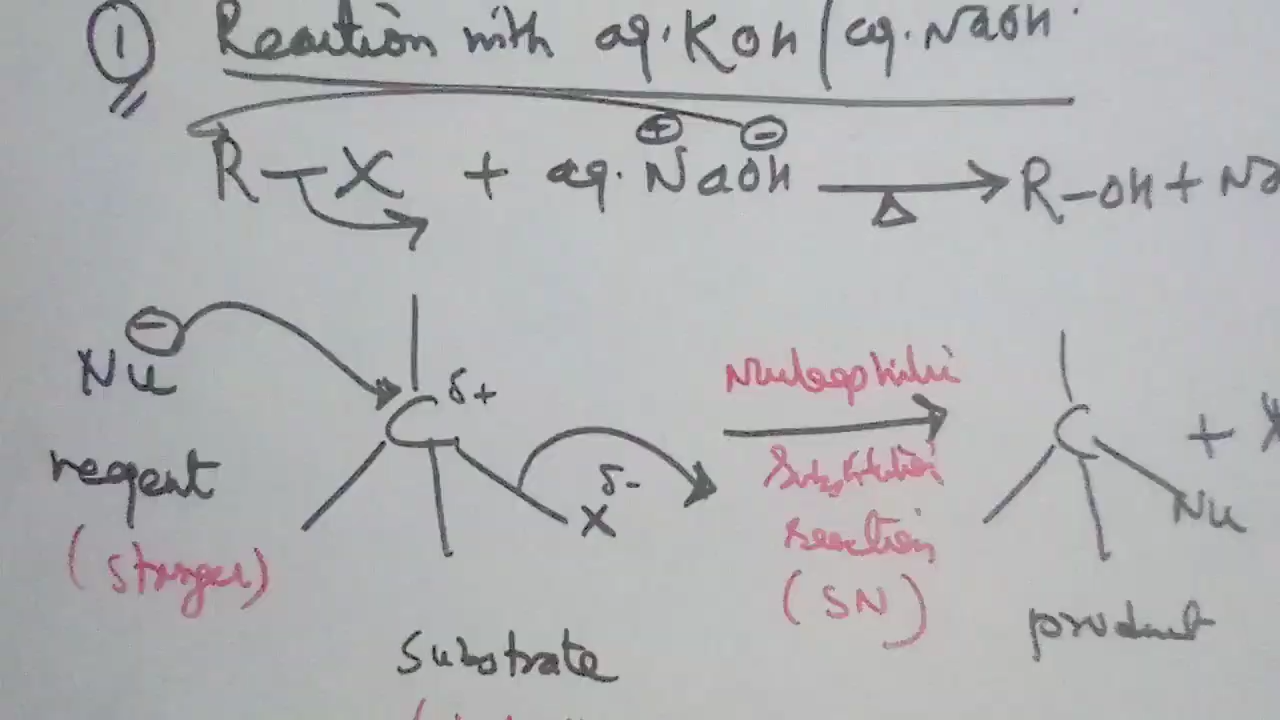 ① Reaction with aq. KOH / aq. NaOH.
R—X + aq. NaOH → R—OH + Na
⊕ ⊖
Δ
Nu ⊖
C δ+
X δ-
regent
(stronger)
Substrate
Nucleophilic
Substitution
Reaction
(SN)
C
Nu
+ X
product